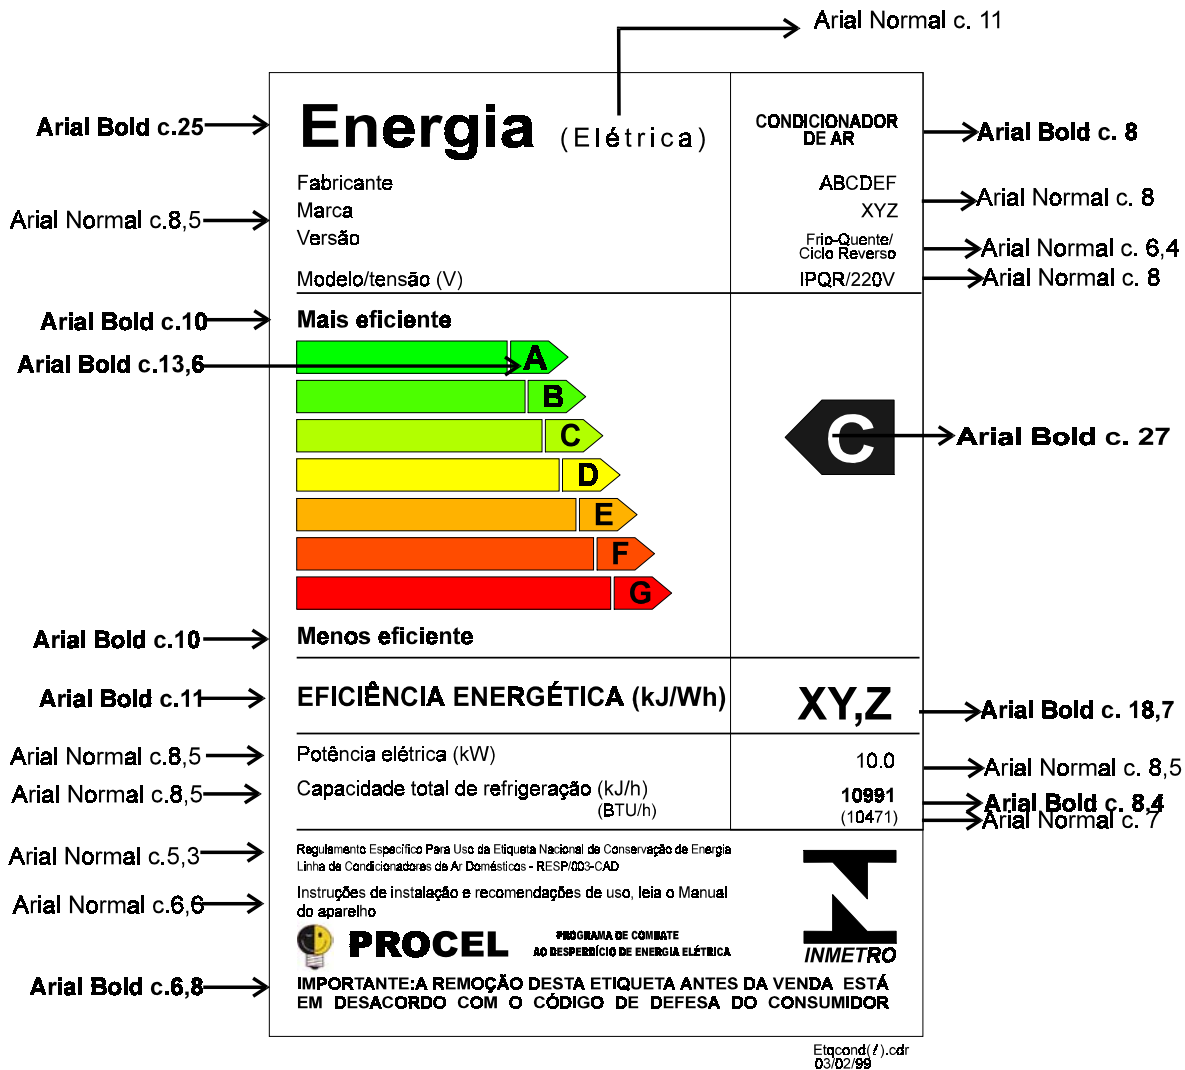 Arial Normal c. 11
Arial Bold c.25
Energia (Elétrica)
CONDICIONADOR
DE AR
Arial Bold c. 8
Fabricante
ABCDEF
Arial Normal c.8,5
Marca
XYZ
Arial Normal c. 8
Versão
Frio-Quente/
Ciclo Reverso
Arial Normal c. 6,4
Modelo/tensão (V)
IPQR/220V
Arial Normal c. 8
Arial Bold c.10
Mais eficiente
Arial Bold c.13,6
A
B
C
D
E
F
G
C
Arial Bold c. 27
Arial Bold c.10
Menos eficiente
Arial Bold c.11
EFICIÊNCIA ENERGÉTICA (kJ/Wh)
XY,Z
Arial Bold c. 18,7
Arial Normal c.8,5
Potência elétrica (kW)
10.0
Arial Normal c. 8,5
Arial Normal c.8,5
Capacidade total de refrigeração (kJ/h)
10991
Arial Bold c. 8,4
(BTU/h)
(10471)
Arial Normal c. 7
Arial Normal c.5,3
Regulamento Específico Para Uso da Etiqueta Nacional de Conservação de Energia
Linha de Condicionadores de Ar Domésticos - RESP/003-CAD
Arial Normal c.6,6
Instruções de instalação e recomendações de uso, leia o Manual
do aparelho
PROCEL
PROGRAMA DE COMBATE
AO DESPERDÍCIO DE ENERGIA ELÉTRICA
INMETRO
Arial Bold c.6,8
IMPORTANTE:A REMOÇÃO DESTA ETIQUETA ANTES DA VENDA ESTÁ
EM DESACORDO COM O CÓDIGO DE DEFESA DO CONSUMIDOR
Etqcond(/).cdr
03/02/99